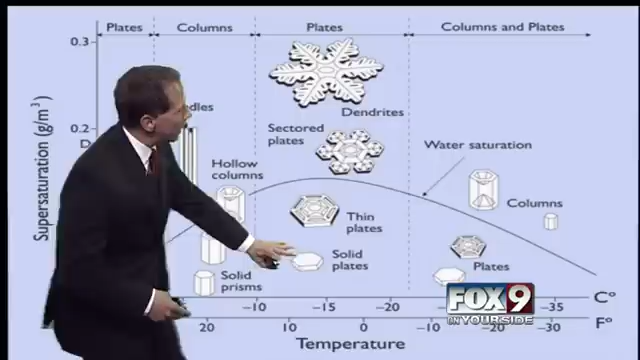 Plates
Columns
Plates
Columns and Plates
0.3
0.2
Supersaturation (g/m³)
Dendrites
Sectored
plates
Water saturation
Hollow
columns
Columns
Thin
plates
Solid
plates
Plates
Solid
prisms
-10
-15
-20
-35
C°
20
10
0
-10
-20
-30
F°
Temperature
FOX 9
ON YOUR SIDE